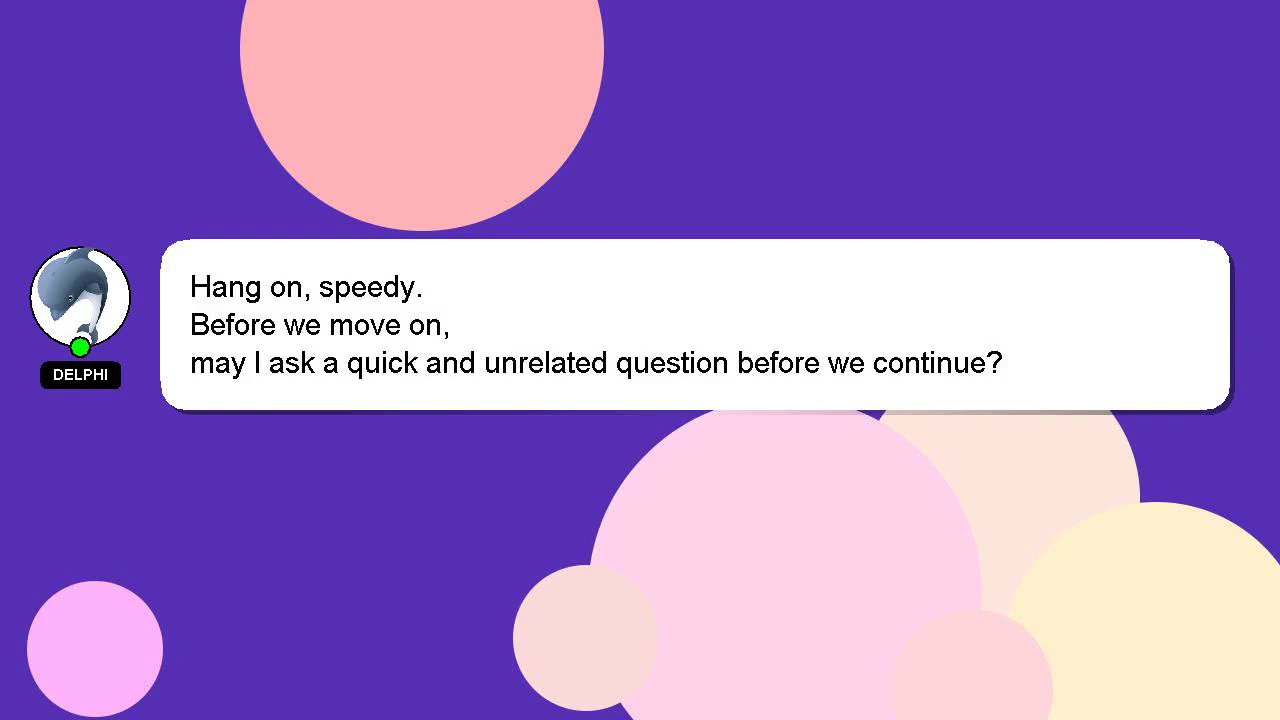 Hang on, speedy.
Before we move on,
may I ask a quick and unrelated question before we continue?
DELPHI